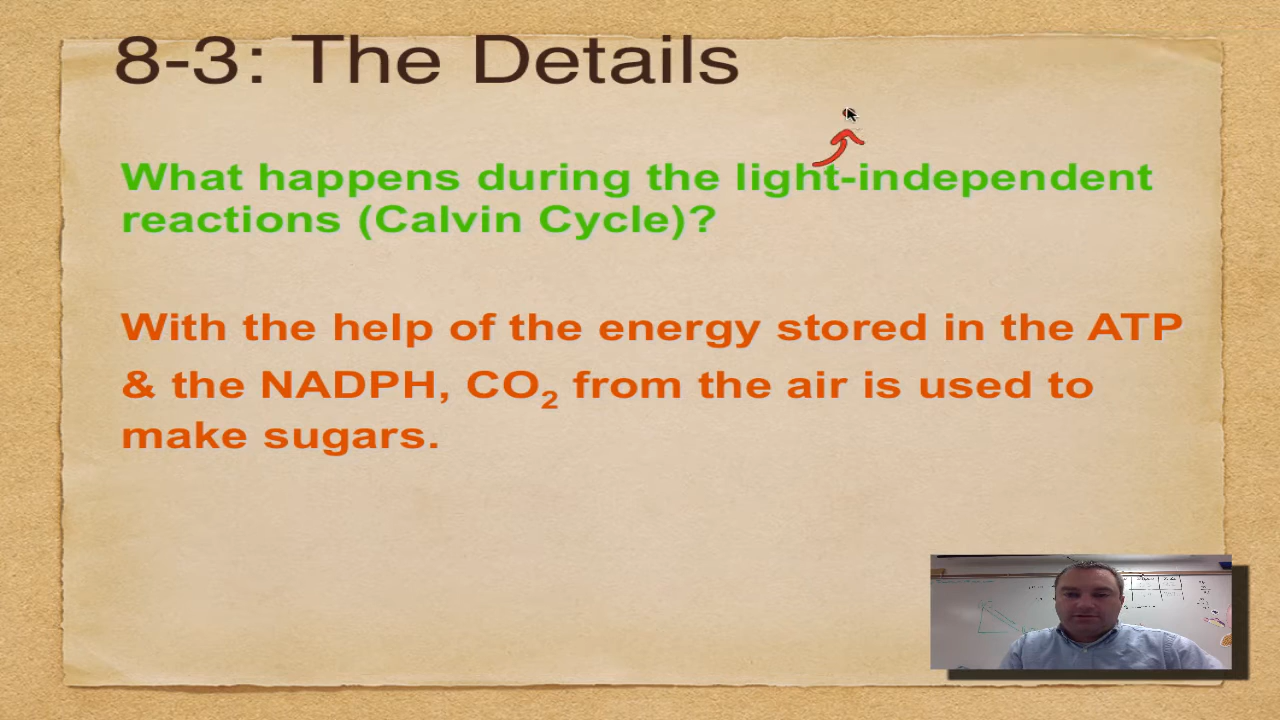 8-3: The Details
What happens during the light-independent
reactions (Calvin Cycle)?
With the help of the energy stored in the ATP
& the NADPH, CO₂ from the air is used to
make sugars.